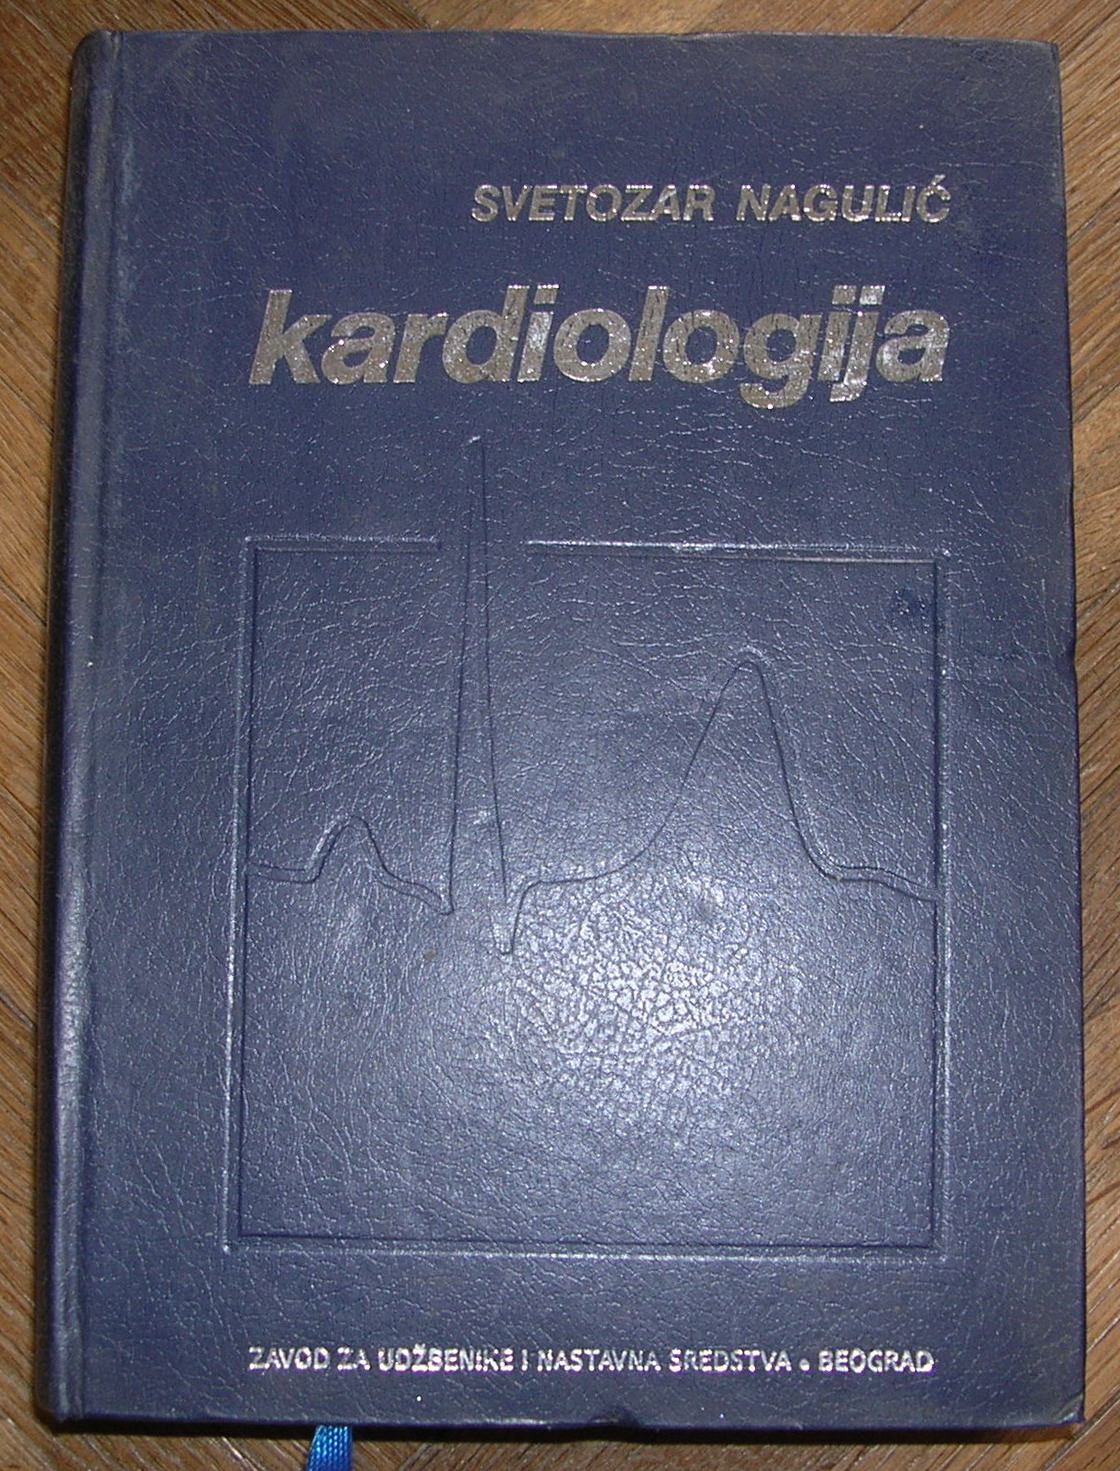 SVETOZAR NAGULIĆ
kardiologija
ZAVOD ZA UDŽBENIKE I NASTAVNA SREDSTVA • BEOGRAD